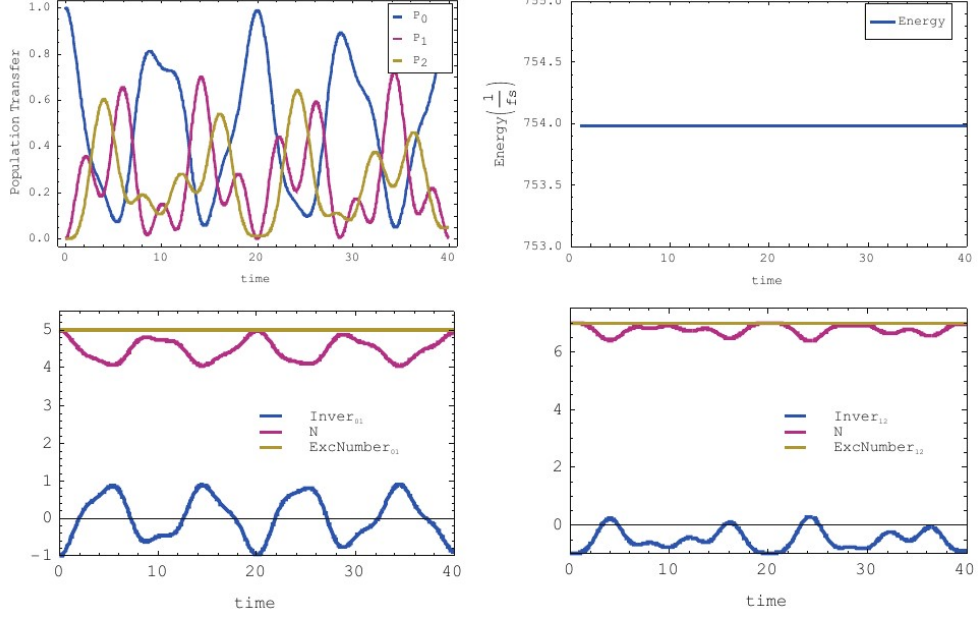 Population Transfer
1.0
0.8
0.6
0.4
0.2
0.0
P₀
P₁
P₂
0
10
20
30
40
time
Energy(1/fs)
755.0
754.5
754.0
753.5
753.0
Energy
0
10
20
30
40
time
5
4
3
2
1
0
-1
Inver₀₁
N
ExcNumber₀₁
0
10
20
30
40
time
6
4
2
0
Inver₁₂
N
ExcNumber₁₂
0
10
20
30
40
time